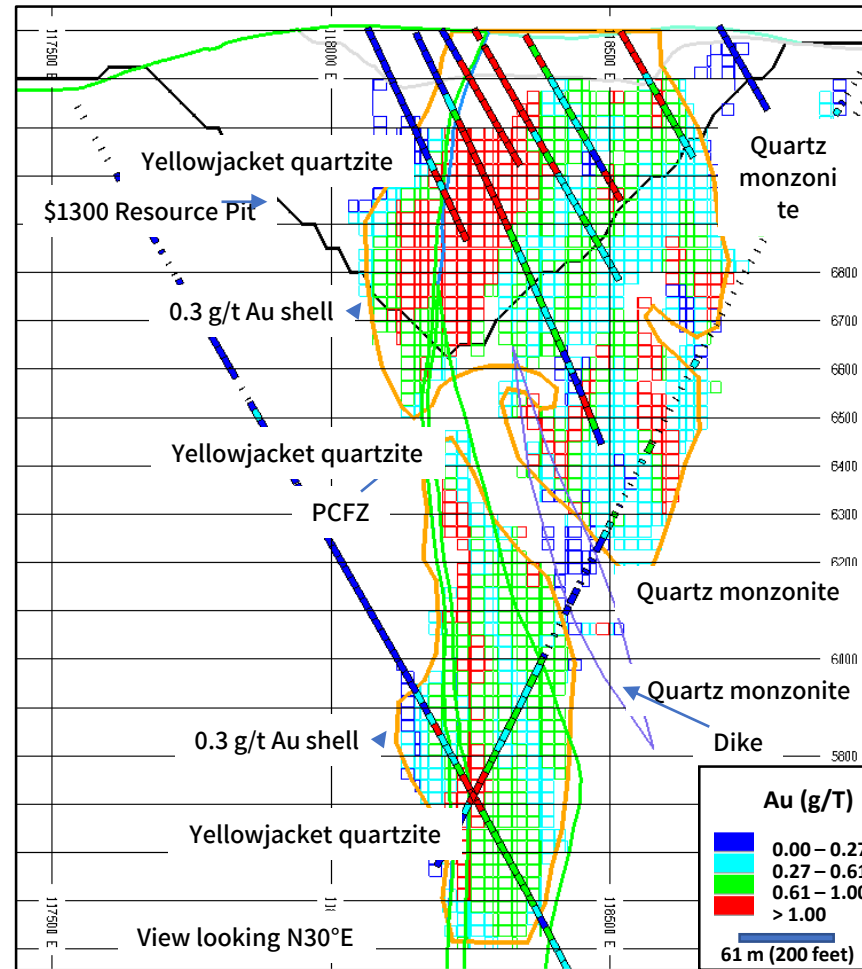 117500 E
118000 E
118500 E
Yellowjacket quartzite
Quartz
monzoni
te
$1300 Resource Pit
6800
0.3 g/t Au shell
6700
6600
6500
Yellowjacket quartzite
6400
PCFZ
6300
6200
Quartz monzonite
6000
Quartz monzonite
0.3 g/t Au shell
Dike
5800
Au (g/T)
Yellowjacket quartzite
0.00 – 0.27
0.27 – 0.61
0.61 – 1.00
> 1.00
117500 E
118000 E
118500 E
View looking N30°E
61 m (200 feet)